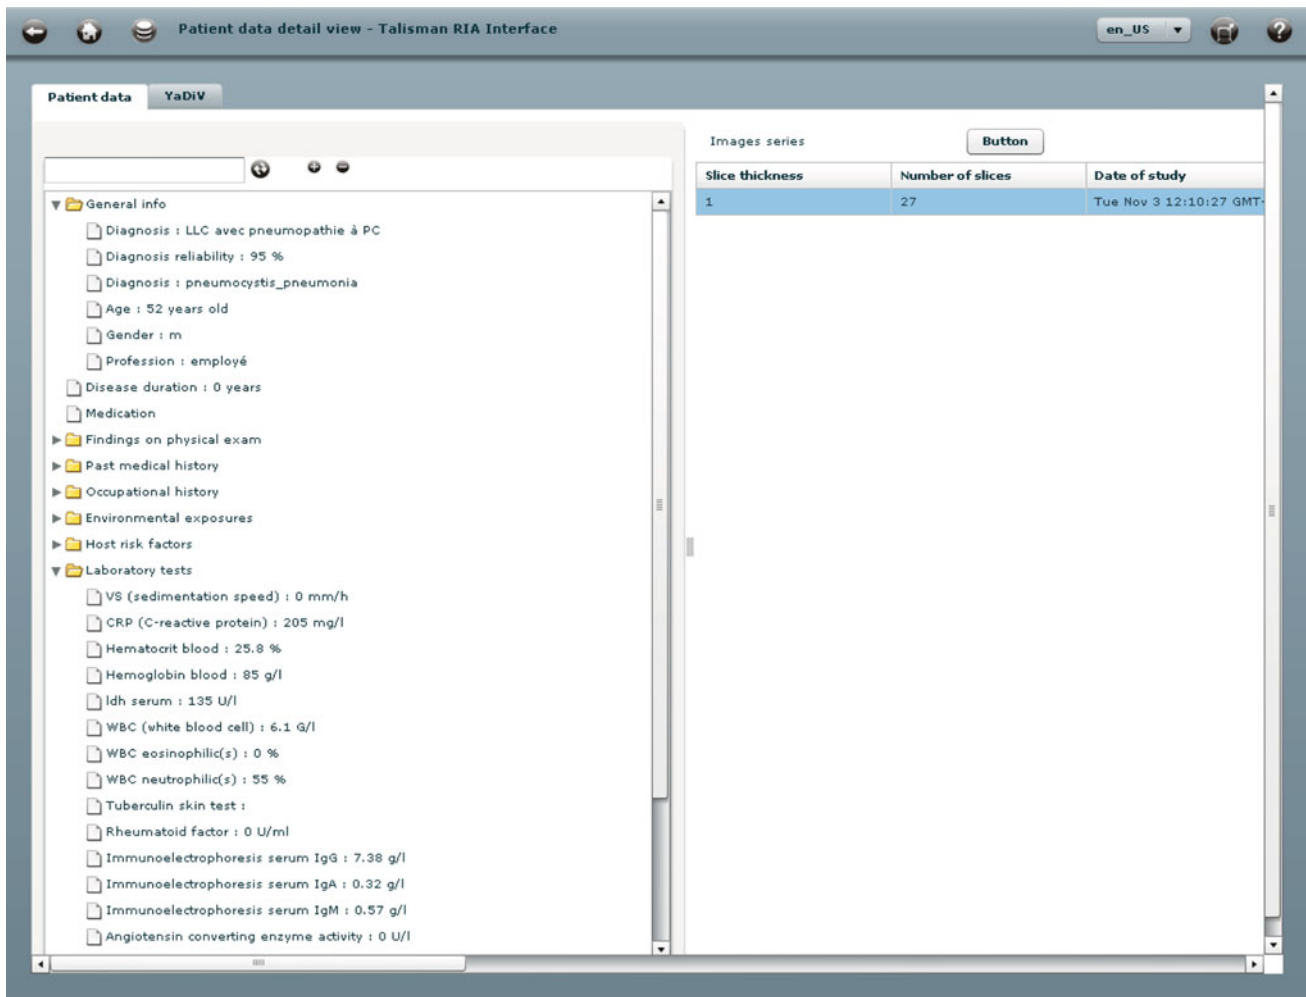 Patient data detail view - Talisman RIA Interface
en_US
Patient data
YaDiV
General info
Diagnosis : LLC avec pneumopathie à PC
Diagnosis reliability : 95 %
Diagnosis : pneumocystis_pneumonia
Age : 52 years old
Gender : m
Profession : employé
Disease duration : 0 years
Medication
Findings on physical exam
Past medical history
Occupational history
Environmental exposures
Host risk factors
Laboratory tests
VS (sedimentation speed) : 0 mm/h
CRP (C-reactive protein) : 205 mg/l
Hematocrit blood : 25.8 %
Hemoglobin blood : 85 g/l
ldh serum : 135 U/l
WBC (white blood cell) : 6.1 G/l
WBC eosinophilic(s) : 0 %
WBC neutrophilic(s) : 55 %
Tuberculin skin test :
Rheumatoid factor : 0 U/ml
Immunoelectrophoresis serum IgG : 7.38 g/l
Immunoelectrophoresis serum IgA : 0.32 g/l
Immunoelectrophoresis serum IgM : 0.57 g/l
Angiotensin converting enzyme activity : 0 U/l
Images series
Button
Slice thickness Number of slices Date of study
1 27 Tue Nov 3 12:10:27 GMT-